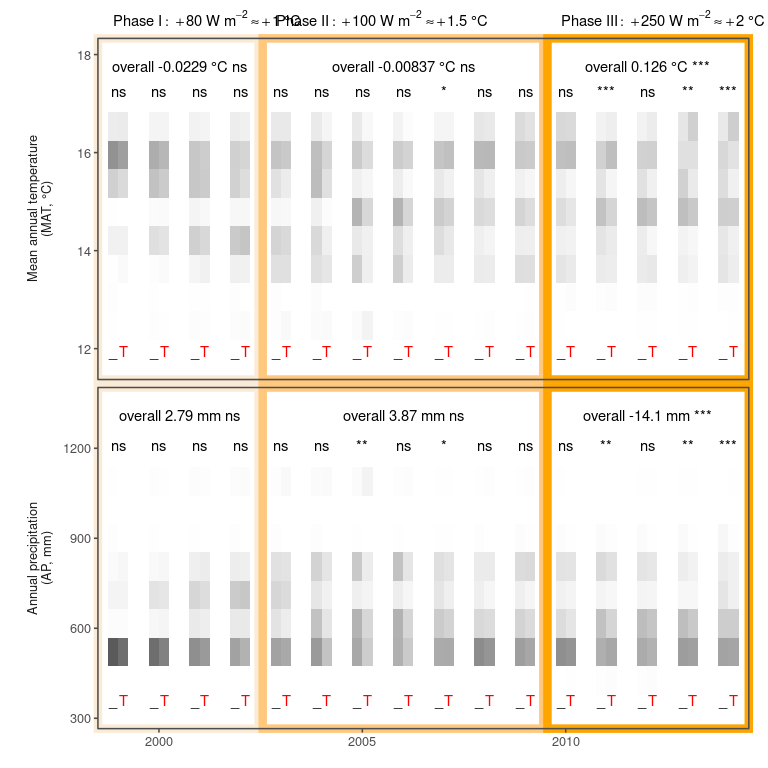 Phase I : +80 W m−2 ≈+1 °C Phase II : +100 W m−2 ≈+1.5 °C Phase III : +250 W m−2 ≈+2 °C
18
overall -0.0229 °C ns overall -0.00837 °C ns overall 0.126 °C ***
ns ns ns ns ns ns ns ns * ns ns ns *** ns ** ***
16
Mean annual temperature
(MAT, °C)
14
12
_T _T _T _T _T _T _T _T _T _T _T _T _T _T _T _T
overall 2.79 mm ns overall 3.87 mm ns overall -14.1 mm ***
1200 ns ns ns ns ns ns ** ns * ns ns ns ** ns ** ***
900
Annual precipitation
(AP, mm)
600
_T _T _T _T _T _T _T _T _T _T _T _T _T _T _T _T
300
2000 2005 2010